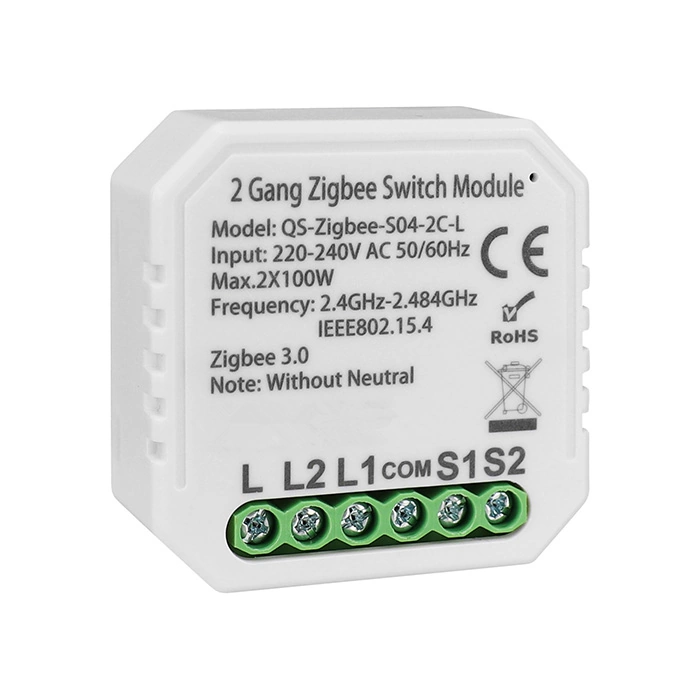 2 Gang Zigbee Switch Module
Model: QS-Zigbee-S04-2C-L
Input: 220-240V AC 50/60Hz
Max.2X100W
Frequency: 2.4GHz-2.484GHz
IEEE802.15.4
Zigbee 3.0
Note: Without Neutral
CE
RoHS
L L2 L1 COM S1 S2